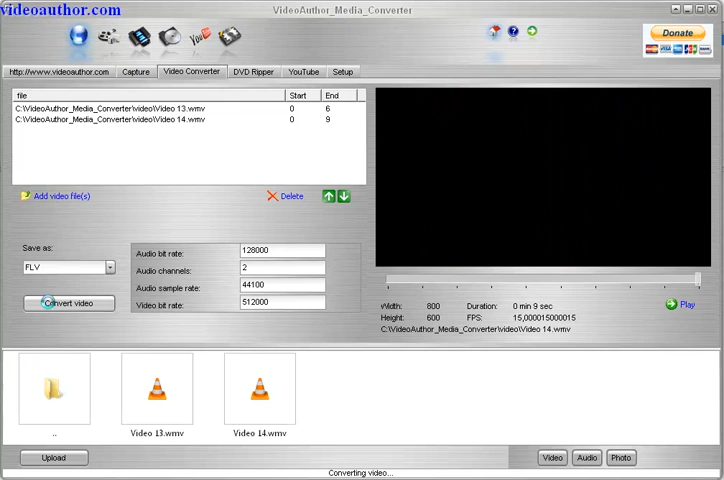 videoauthor.com
VideoAuthor_Media_Converter
You
Donate
http://www.videoauthor.com Capture Video Converter DVD Ripper YouTube Setup
file Start End
C:\VideoAuthor_Media_Converter\video\Video 13.wmv 0 6
C:\VideoAuthor_Media_Converter\video\Video 14.wmv 0 9
Add video file(s) Delete
Save as:
FLV
Convert video
Audio bit rate: 128000
Audio channels: 2
Audio sample rate: 44100
Video bit rate: 512000
Width: 800 Duration: 0 min 9 sec
Height: 600 FPS: 15,000015000015
C:\VideoAuthor_Media_Converter\video\Video 14.wmv
Play
.. Video 13.wmv Video 14.wmv
Upload Video Audio Photo
Converting video...